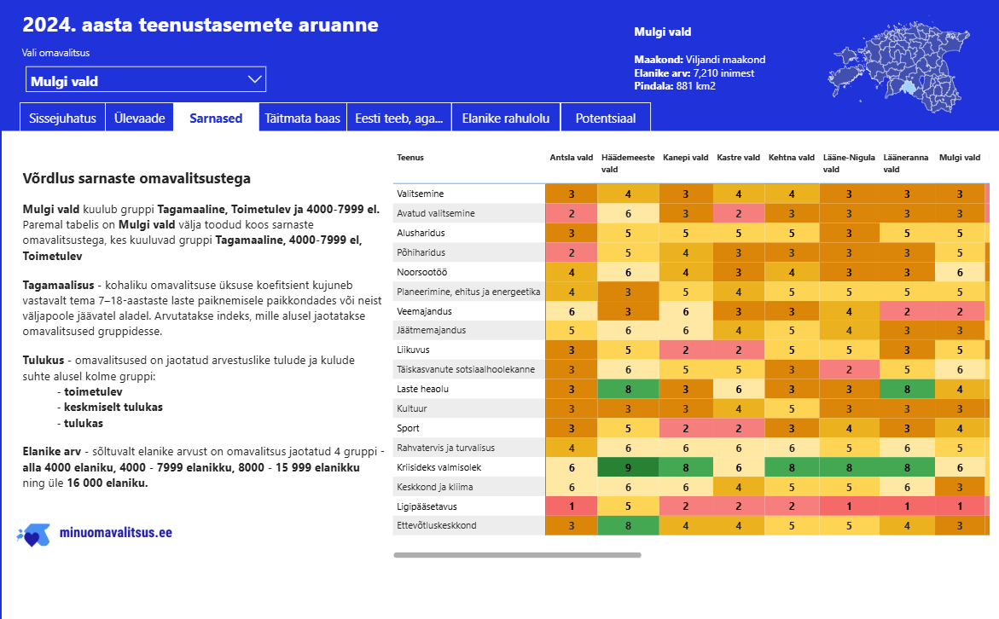 2024. aasta teenustasemete aruanne
Vali omavalitsus
Mulgi vald
Mulgi vald
Maakond: Viljandi maakond
Elanike arv: 7,210 inimest
Pindala: 881 km2
Sissejuhatus Ülevaade Sarnased Täitmata baas Eesti teeb, aga... Elanike rahulolu Potentsiaal
Võrdlus sarnaste omavalitsustega
Mulgi vald kuulub gruppi Tagamaaline, Toimetulev ja 4000-7999 el.
Paremal tabelis on Mulgi vald välja toodud koos sarnaste
omavalitsustega, kes kuuluvad gruppi Tagamaaline, 4000-7999 el,
Toimetulev
Tagamaalisus - kohaliku omavalitsuse üksuse koefitsient kujuneb
vastavalt tema 7–18-aastaste laste paiknemisele paikkondades või neist
väljapoole jäävatel aladel. Arvutatakse indeks, mille alusel jaotatakse
omavalitsused gruppidesse.
Tulukus - omavalitsused on jaotatud arvestuslike tulude ja kulude
suhte alusel kolme gruppi:
- toimetulev
- keskmiselt tulukas
- tulukas
Elanike arv - sõltuvalt elanike arvust on omavalitsus jaotatud 4 gruppi -
alla 4000 elaniku, 4000 - 7999 elanikku, 8000 - 15 999 elanikku
ning üle 16 000 elaniku.
minuomavalitsus.ee
Teenus Antsla vald Häädemeeste vald Kanepi vald Kastre vald Kehtna vald Lääne-Nigula vald Lääneranna vald Mulgi vald
Valitsemine 3 4 3 4 4 3 3 3
Avatud valitsemine 2 6 3 2 3 3 3 3
Alusharidus 3 5 5 5 5 3 5 5
Põhiharidus 2 5 4 3 3 3 3 5
Noorsootöö 4 6 4 3 4 3 3 6
Planeerimine, ehitus ja energeetika 4 3 5 4 5 5 5 5
Veemajandus 6 3 6 3 3 4 2 2
Jäätmemajandus 5 6 6 4 5 4 3 3
Liikuvus 3 5 2 2 5 5 3 5
Täiskasvanute sotsiaalhoolekanne 3 6 5 5 3 2 5 6
Laste heaolu 3 8 3 6 3 3 8 4
Kultuur 3 3 3 4 5 3 3 3
Sport 3 5 2 2 3 4 3 4
Rahvatervis ja turvalisus 4 6 6 6 6 5 6 5
Kriisideks valmisolek 6 9 8 6 8 8 8 6
Keskkond ja kliima 6 6 6 4 5 5 6 3
Ligipääsetavus 1 5 2 2 2 1 1 1
Ettevõtluskeskkond 3 8 4 4 5 5 4 3